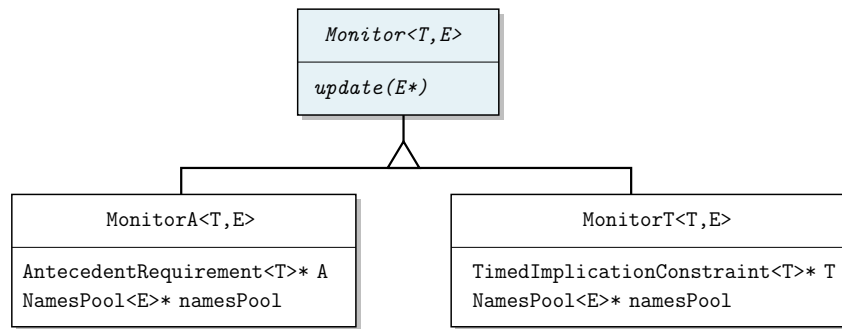 Monitor<T,E>
update(E*)
MonitorA<T,E>
AntecedentRequirement<T>* A
NamesPool<E>* namesPool
MonitorT<T,E>
TimedImplicationConstraint<T>* T
NamesPool<E>* namesPool